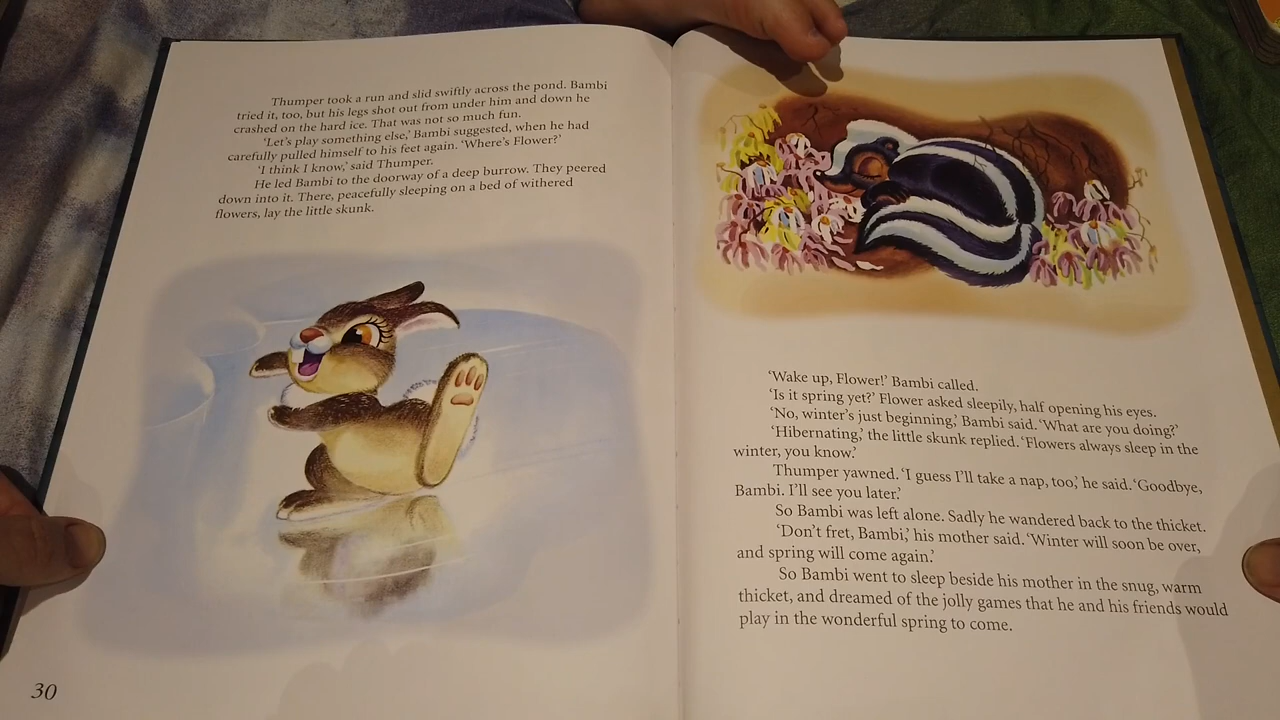 Thumper took a run and slid swiftly across the pond. Bambi
tried it, too, but his legs shot out from under him and down he
crashed on the hard ice. That was not so much fun.
‘Let's play something else,’ Bambi suggested, when he had
carefully pulled himself to his feet again. ‘Where's Flower?’
‘I think I know,’ said Thumper.
He led Bambi to the doorway of a deep burrow. They peered
down into it. There, peacefully sleeping on a bed of withered
flowers, lay the little skunk.
30
‘Wake up, Flower!’ Bambi called.
‘Is it spring yet?’ Flower asked sleepily, half opening his eyes.
‘No, winter's just beginning,’ Bambi said. ‘What are you doing?’
‘Hibernating,’ the little skunk replied. ‘Flowers always sleep in the
winter, you know.’
Thumper yawned. ‘I guess I'll take a nap, too,’ he said. ‘Goodbye,
Bambi. I'll see you later.’
So Bambi was left alone. Sadly he wandered back to the thicket.
‘Don't fret, Bambi,’ his mother said. ‘Winter will soon be over,
and spring will come again.’
So Bambi went to sleep beside his mother in the snug, warm
thicket, and dreamed of the jolly games that he and his friends would
play in the wonderful spring to come.